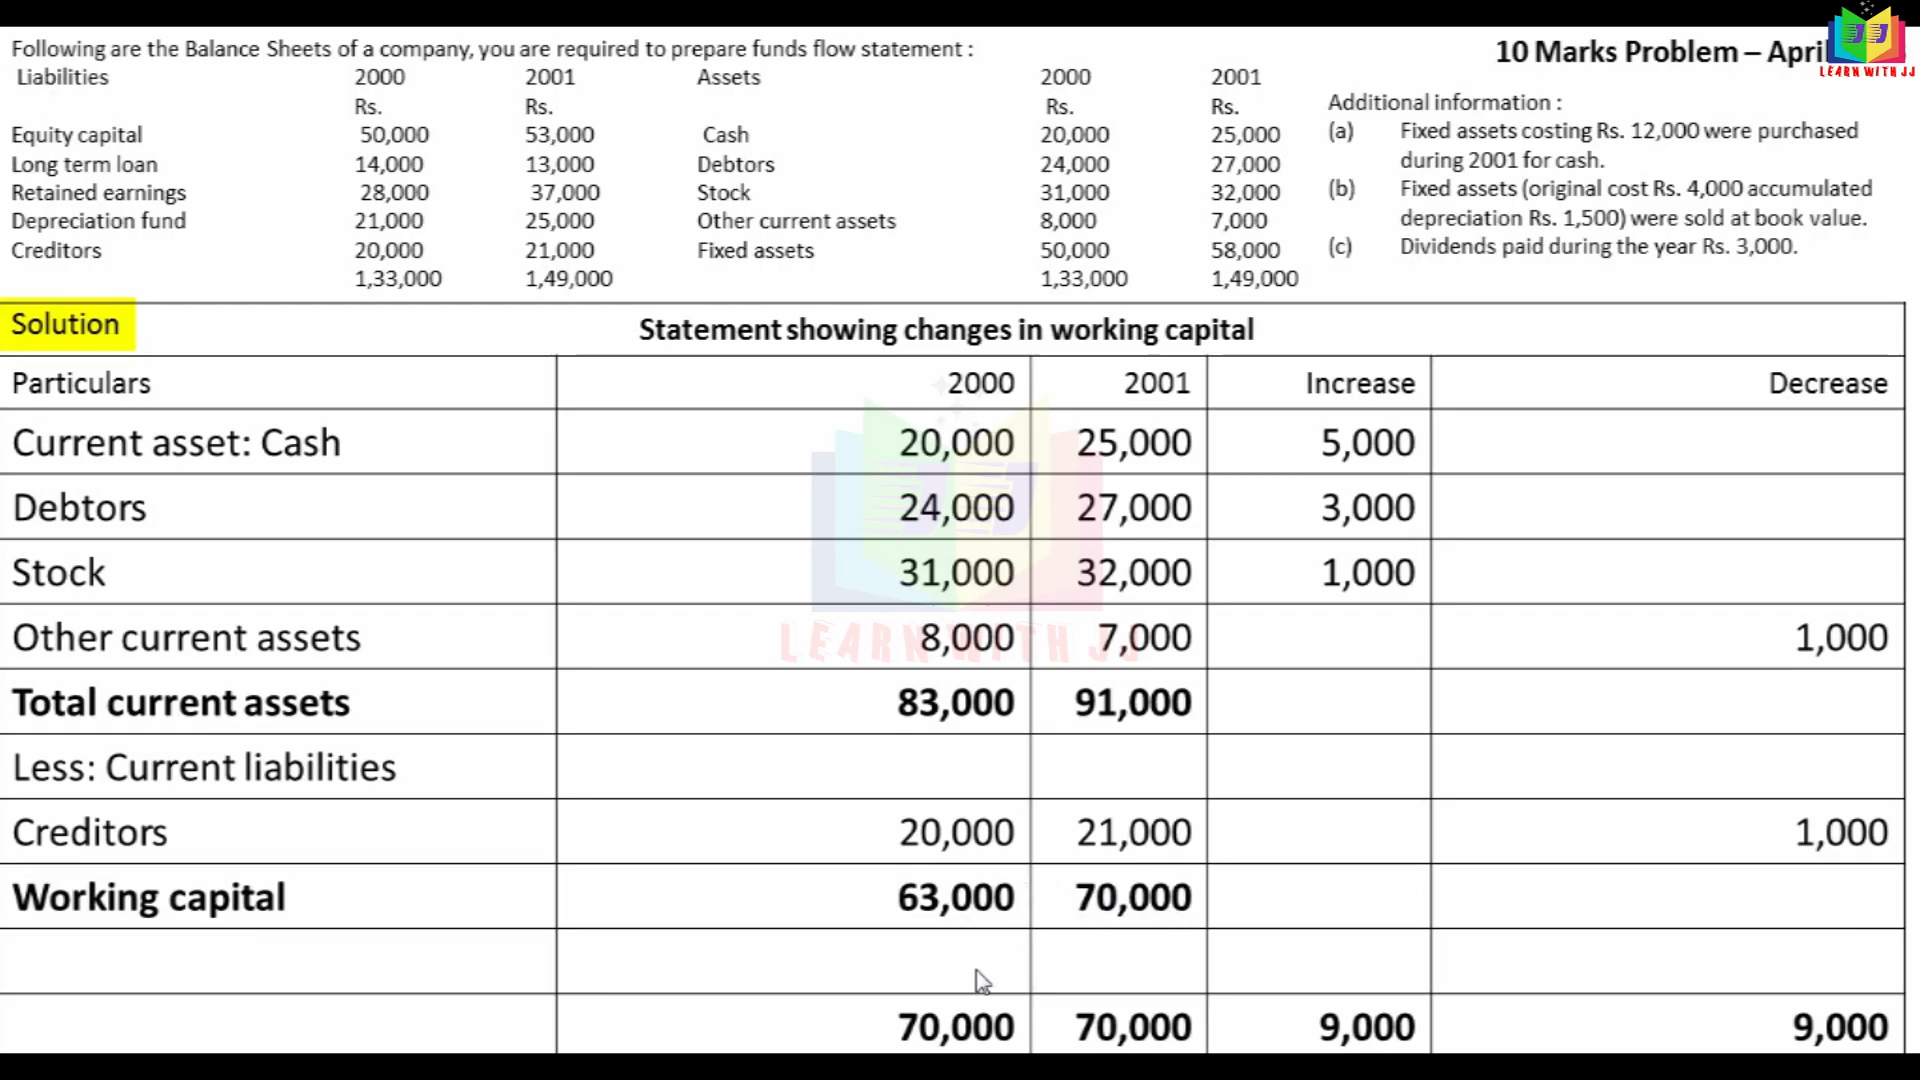 Following are the Balance Sheets of a company, you are required to prepare funds flow statement :
10 Marks Problem – April
LEARN WITH JJ
Liabilities 2000 2001 Assets 2000 2001
Rs. Rs. Rs. Rs.
Equity capital 50,000 53,000 Cash 20,000 25,000
Long term loan 14,000 13,000 Debtors 24,000 27,000
Retained earnings 28,000 37,000 Stock 31,000 32,000
Depreciation fund 21,000 25,000 Other current assets 8,000 7,000
Creditors 20,000 21,000 Fixed assets 50,000 58,000
1,33,000 1,49,000 1,33,000 1,49,000
Additional information :
(a) Fixed assets costing Rs. 12,000 were purchased
during 2001 for cash.
(b) Fixed assets (original cost Rs. 4,000 accumulated
depreciation Rs. 1,500) were sold at book value.
(c) Dividends paid during the year Rs. 3,000.
Solution
Statement showing changes in working capital
Particulars 2000 2001 Increase Decrease
Current asset: Cash 20,000 25,000 5,000
Debtors 24,000 27,000 3,000
Stock 31,000 32,000 1,000
Other current assets 8,000 7,000 1,000
LEARN WITH JJ
Total current assets 83,000 91,000
Less: Current liabilities
Creditors 20,000 21,000 1,000
Working capital 63,000 70,000
70,000 70,000 9,000 9,000